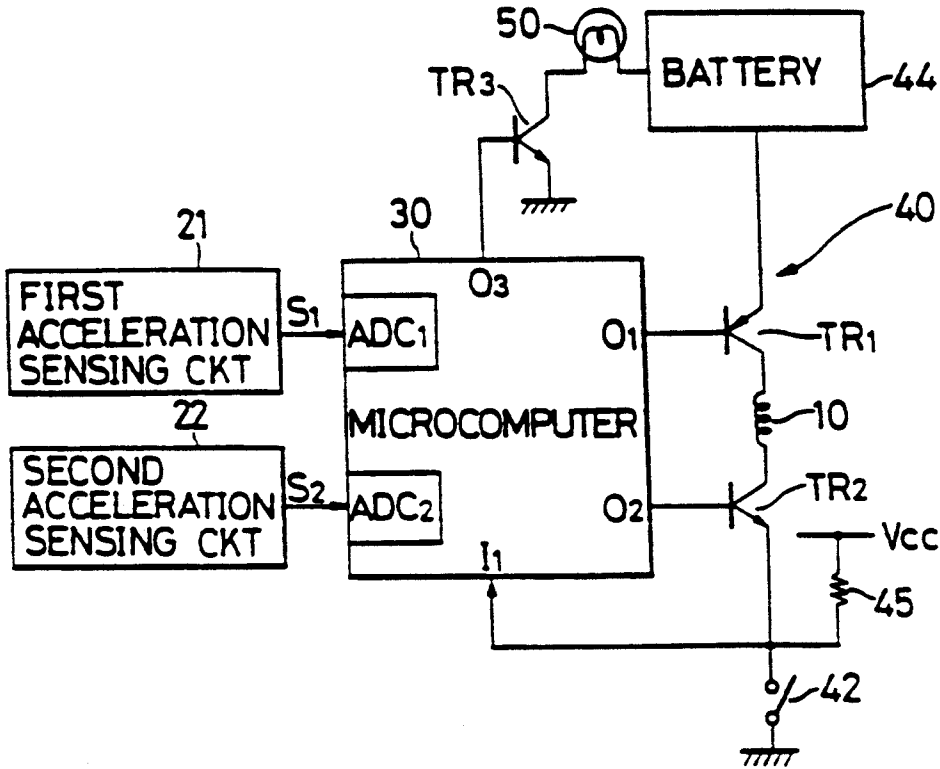 50
BATTERY
44
TR3
40
21
30
FIRST
ACCELERATION
SENSING CKT
S1
ADC1
O3
O1
TR1
MICROCOMPUTER
10
22
SECOND
ACCELERATION
SENSING CKT
S2
ADC2
O2
TR2
I1
Vcc
45
42